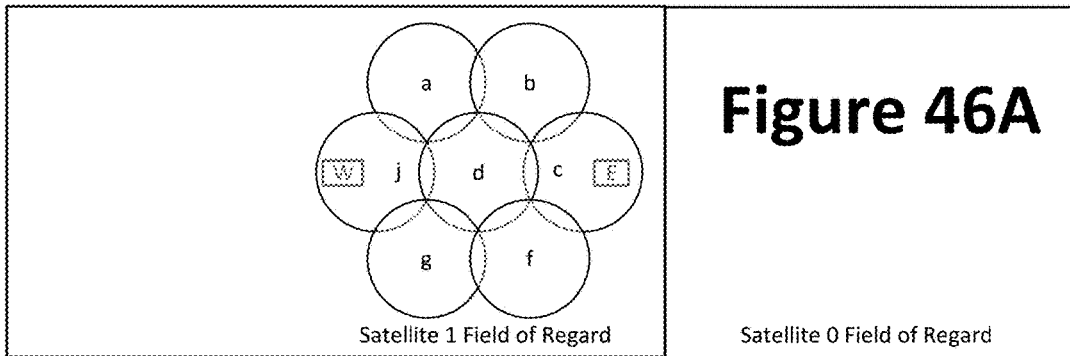 a b
Figure 46A
W j d c E
g f
Satellite 1 Field of Regard
Satellite 0 Field of Regard